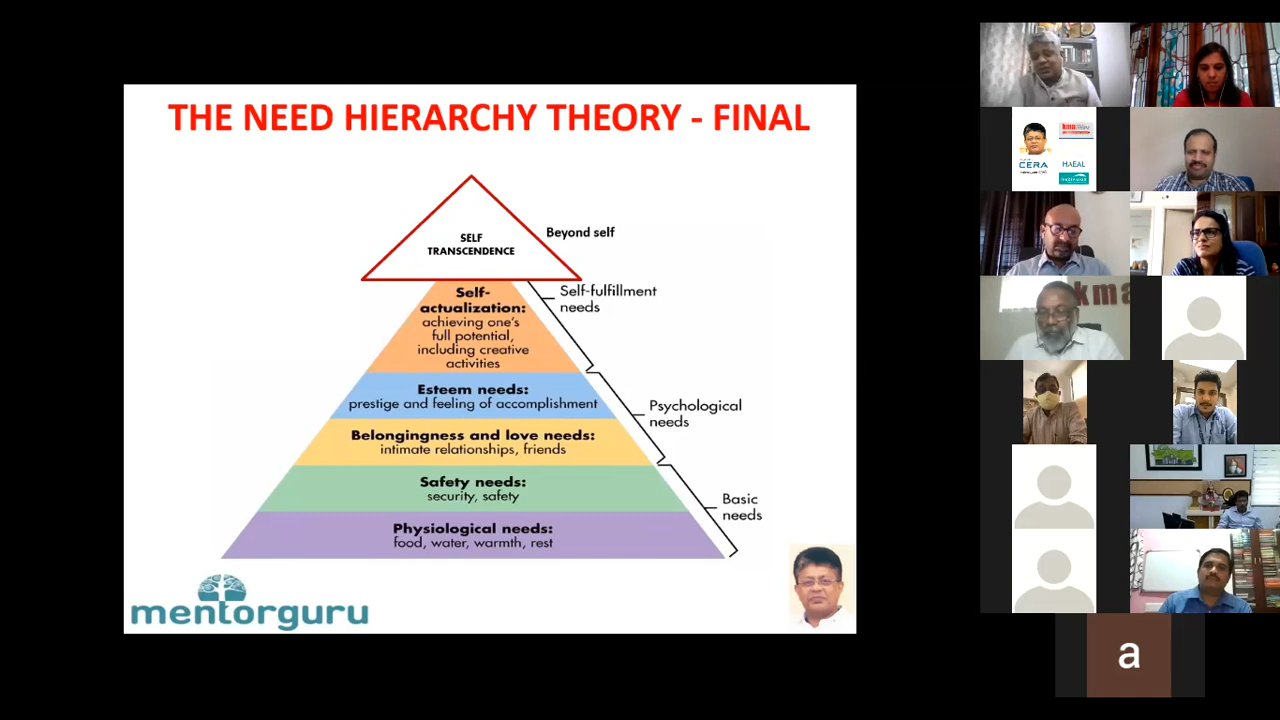 THE NEED HIERARCHY THEORY - FINAL
SELF
TRANSCENDENCE
Beyond self
Self-
actualization:
achieving one's
full potential,
including creative
activities
Self-fulfillment
needs
Esteem needs:
prestige and feeling of accomplishment
Belongingness and love needs:
intimate relationships, friends
Psychological
needs
Safety needs:
security, safety
Physiological needs:
food, water, warmth, rest
Basic
needs
mentorguru
CERA
HAEAL
kma
a